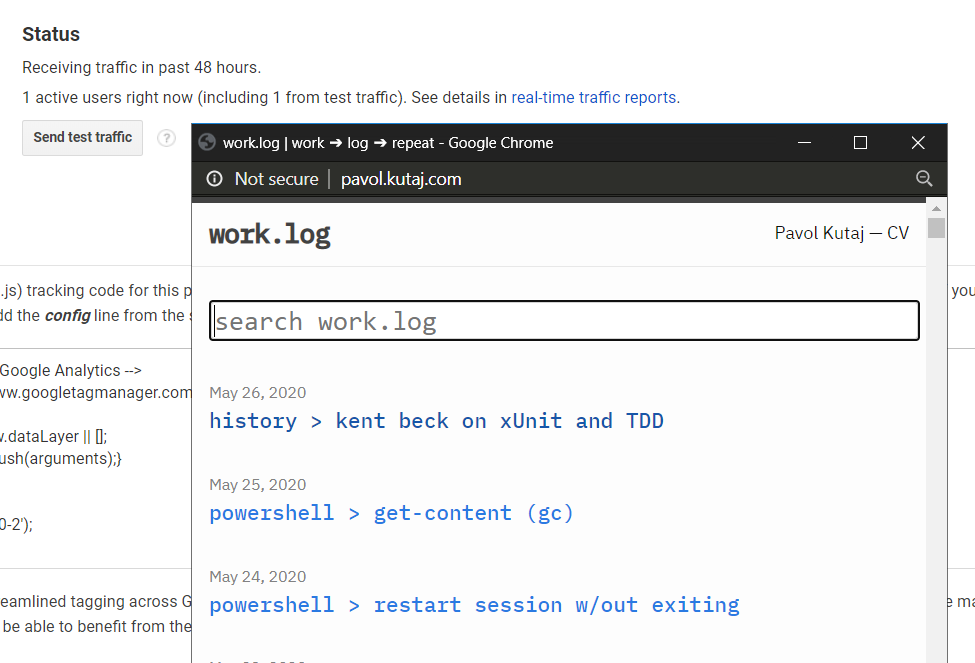 Status
Receiving traffic in past 48 hours.
1 active users right now (including 1 from test traffic). See details in real-time traffic reports.
Send test traffic ?
work.log | work ➔ log ➔ repeat - Google Chrome
Not secure | pavol.kutaj.com
work.log
Pavol Kutaj — CV
.js) tracking code for this p
you
dd the config line from the
search work.log
Google Analytics -->
ww.googletagmanager.com
w.dataLayer || [];
ush(arguments);}
0-2');
May 26, 2020
history > kent beck on xUnit and TDD
May 25, 2020
powershell > get-content (gc)
May 24, 2020
powershell > restart session w/out exiting
eamlined tagging across G
e ma
be able to benefit from the